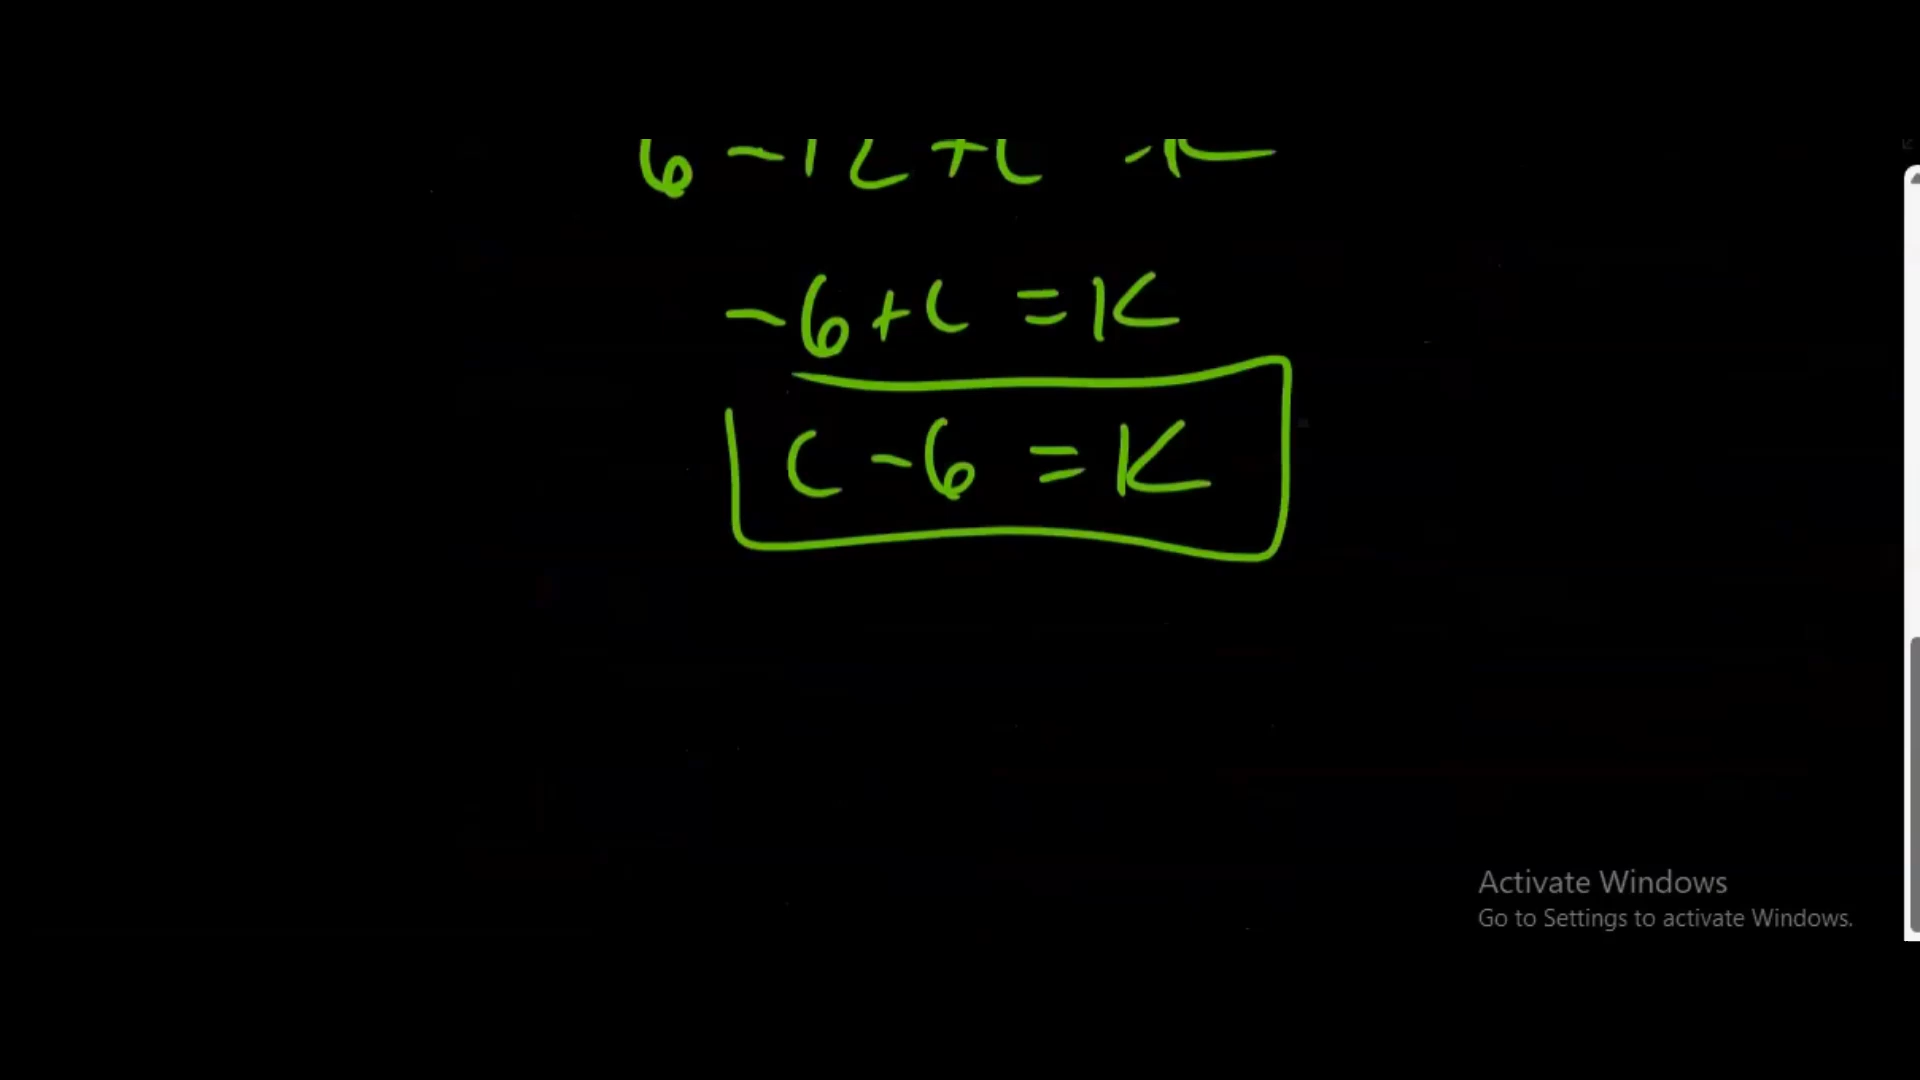 -6+C = K
C-6 = K
Activate Windows
Go to Settings to activate Windows.